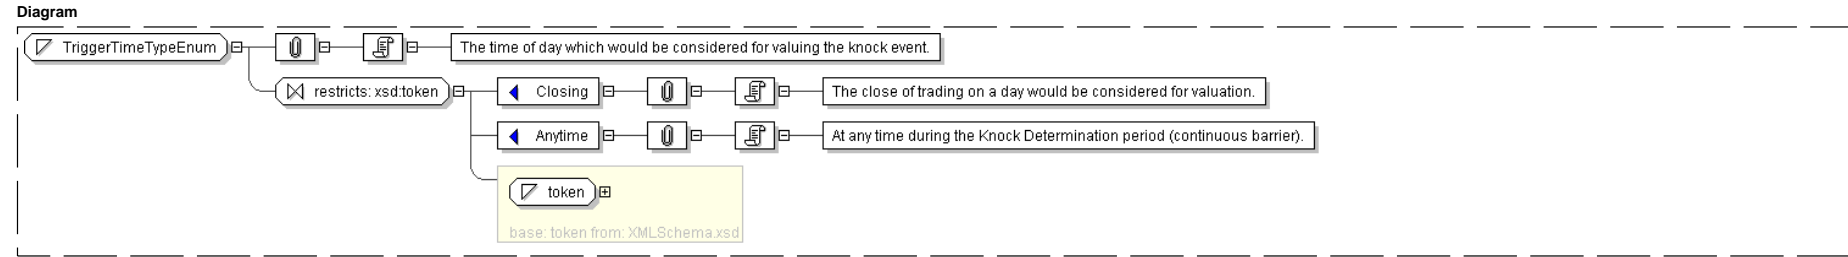 Diagram
TriggerTimeTypeEnum
The time of day which would be considered for valuing the knock event.
restricts: xsd:token
Closing
The close of trading on a day would be considered for valuation.
Anytime
At any time during the Knock Determination period (continuous barrier).
token
base: token from: XMLSchema.xsd